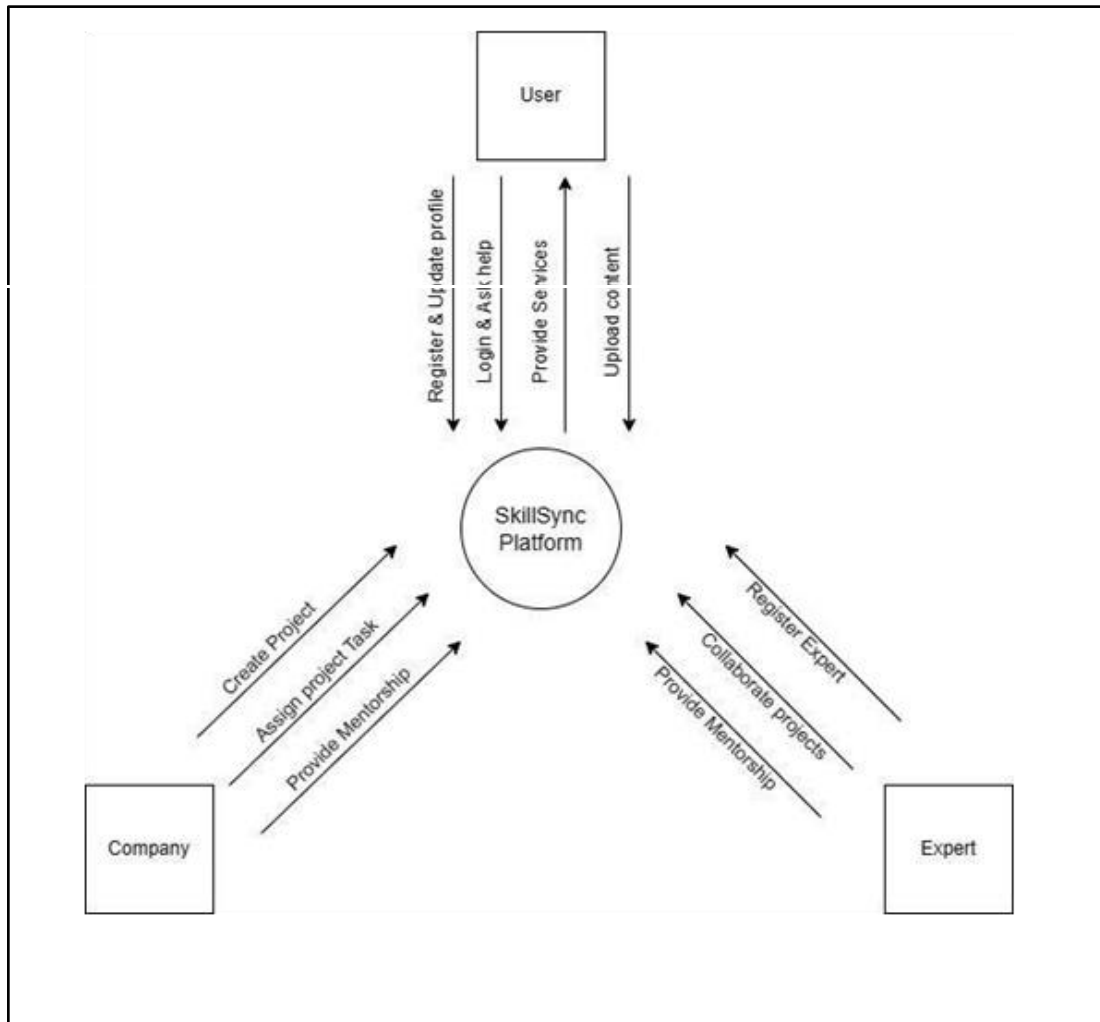 User
Register & Update profile
Login & Ask help
Provide Services
Upload content
SkillSync
Platform
Create Project
Assign project Task
Provide Mentorship
Register Expert
Collaborate projects
Provide Mentorship
Company
Expert